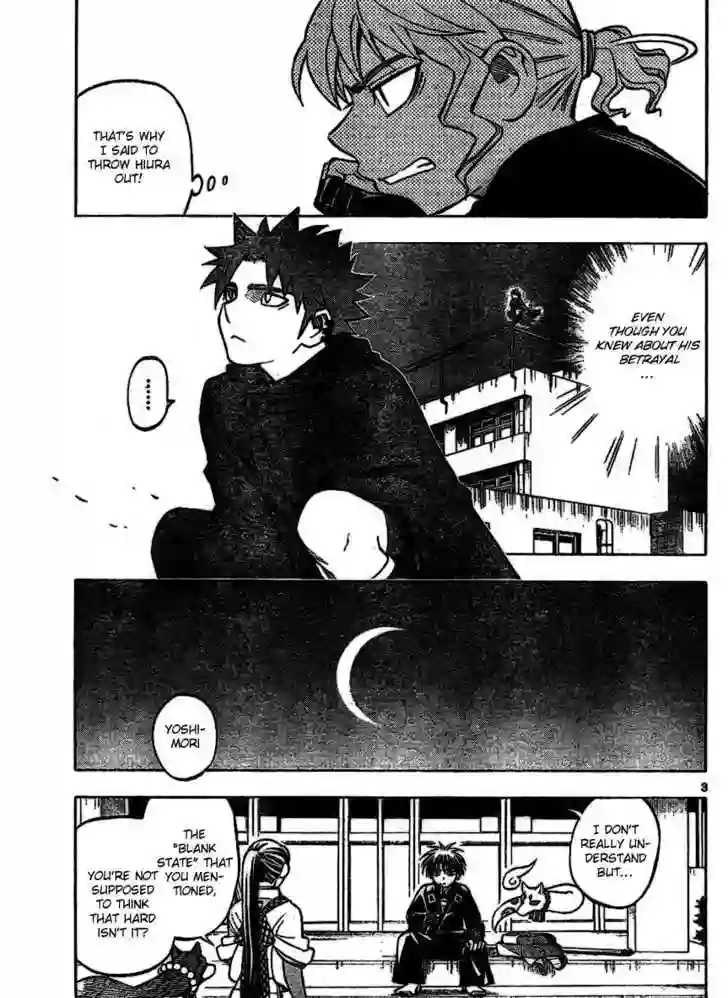 THAT'S WHY
I SAID TO
THROW HIURA
OUT!
EVEN
THOUGH YOU
KNEW ABOUT HIS
BETRAYAL
...
......
YOSHI-
MORI
3
I DON'T
REALLY UN-
DERSTAND
BUT...
THE
"BLANK
STATE" THAT
YOU MEN-
TIONED,
YOU'RE NOT
SUPPOSED
TO THINK
THAT HARD
ISN'T IT?